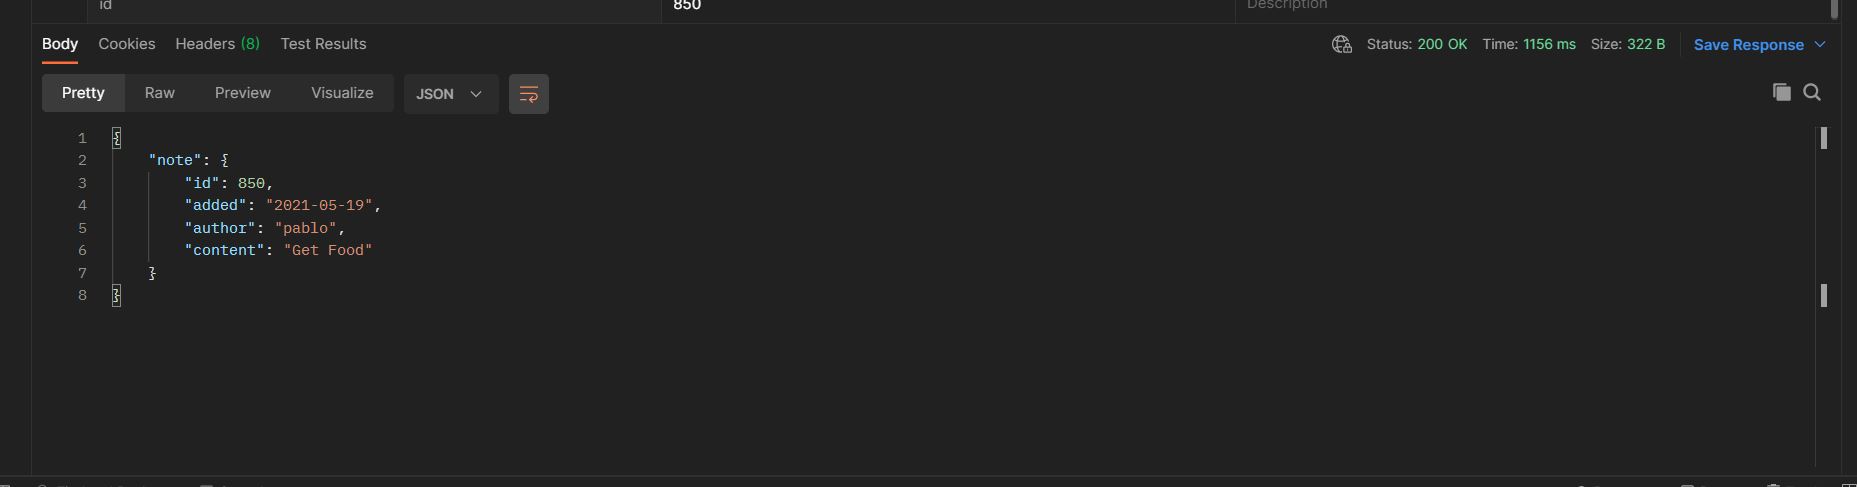 id 850 Description
Body Cookies Headers (8) Test Results Status: 200 OK Time: 1156 ms Size: 322 B Save Response
Pretty Raw Preview Visualize JSON
1 {
2 "note": {
3 "id": 850,
4 "added": "2021-05-19",
5 "author": "pablo",
6 "content": "Get Food"
7 }
8 }